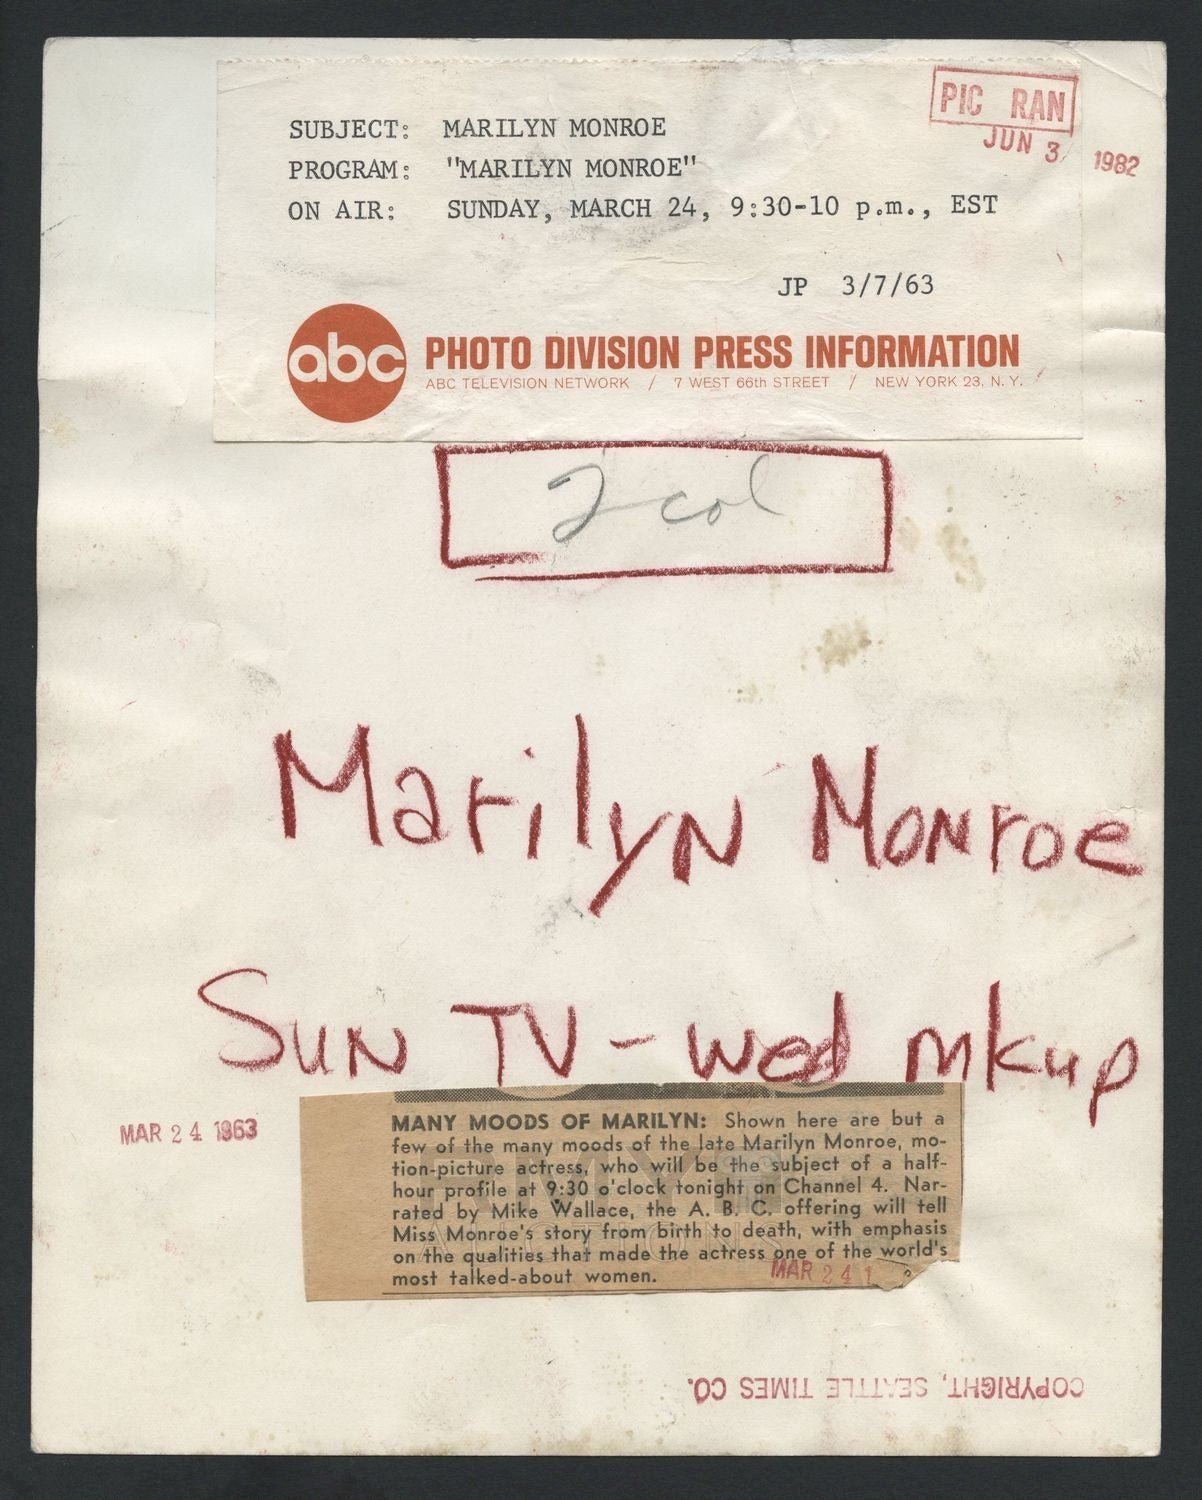 PIC RAN
JUN 3 1982
SUBJECT: MARILYN MONROE
PROGRAM: "MARILYN MONROE"
ON AIR: SUNDAY, MARCH 24, 9:30-10 p.m., EST
JP 3/7/63
abc PHOTO DIVISION PRESS INFORMATION
ABC TELEVISION NETWORK / 7 WEST 66th STREET / NEW YORK 23, N. Y.
2 col
Marilyn Monroe
Sun TV - Wed mkup
MAR 24 1963
MANY MOODS OF MARILYN: Shown here are but a
few of the many moods of the late Marilyn Monroe, mo-
tion-picture actress, who will be the subject of a half-
hour profile at 9:30 o'clock tonight on Channel 4. Nar-
rated by Mike Wallace, the A. B. C. offering will tell
Miss Monroe's story from birth to death, with emphasis
on the qualities that made the actress one of the world's
most talked-about women.
MAR 24 1
COPYRIGHT, SEATTLE TIMES CO.